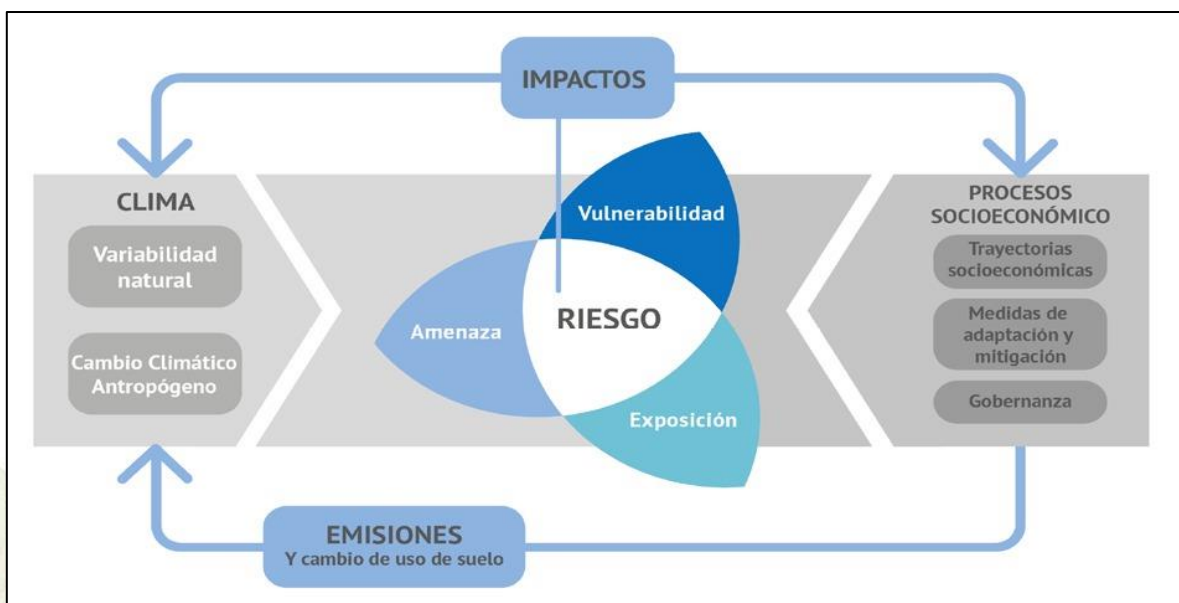 IMPACTOS
CLIMA
Variabilidad
natural
Cambio Climático
Antropógeno
Vulnerabilidad
Amenaza
RIESGO
Exposición
PROCESOS
SOCIOECONÓMICO
Trayectorias
socioeconómicas
Medidas de
adaptación y
mitigación
Gobernanza
EMISIONES
Y cambio de uso de suelo